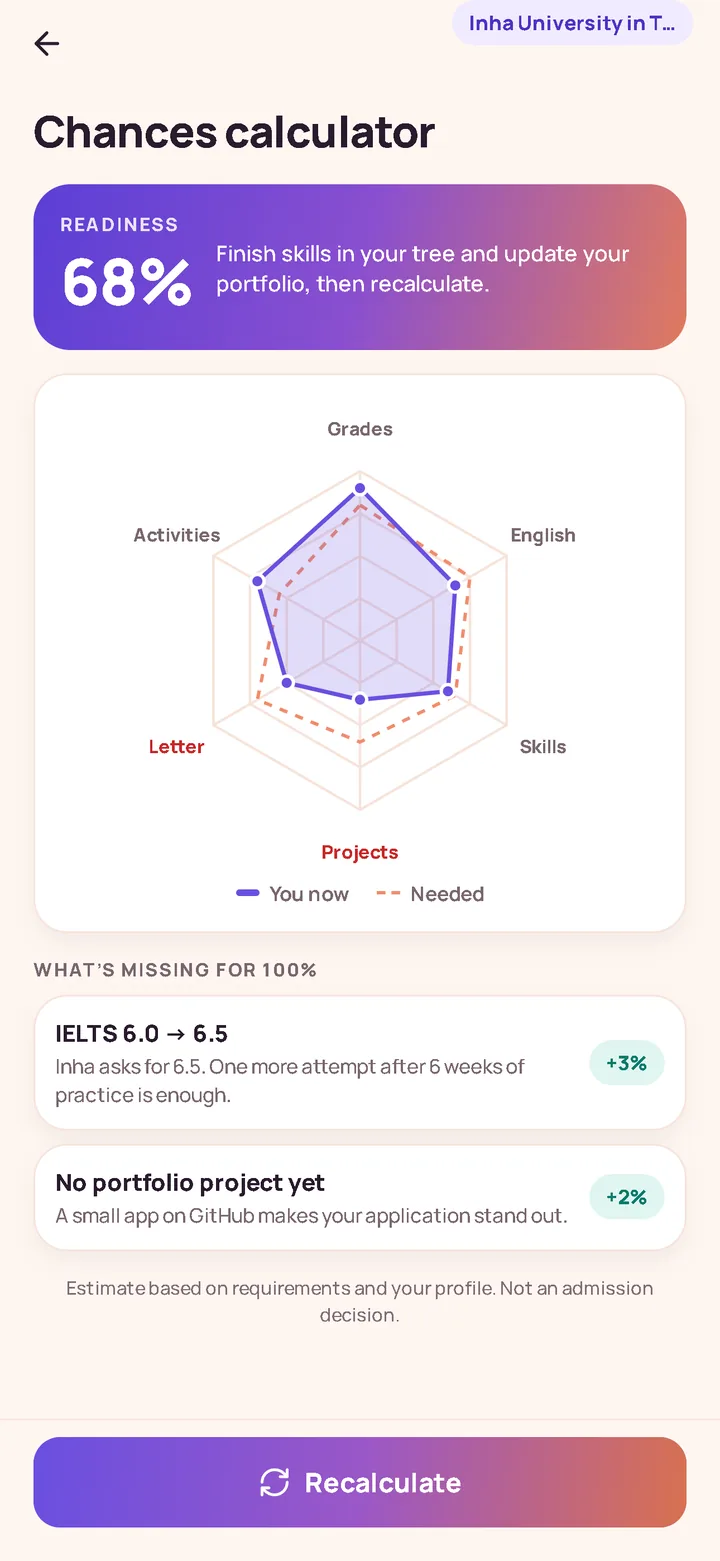 Inha University in T...
Chances calculator
READINESS
68%
Finish skills in your tree and update your
portfolio, then recalculate.
Grades
Activities
English
Letter
Skills
Projects
You now
Needed
WHAT'S MISSING FOR 100%
IELTS 6.0 → 6.5
Inha asks for 6.5. One more attempt after 6 weeks of
practice is enough.
+3%
No portfolio project yet
A small app on GitHub makes your application stand out.
+2%
Estimate based on requirements and your profile. Not an admission
decision.
Recalculate